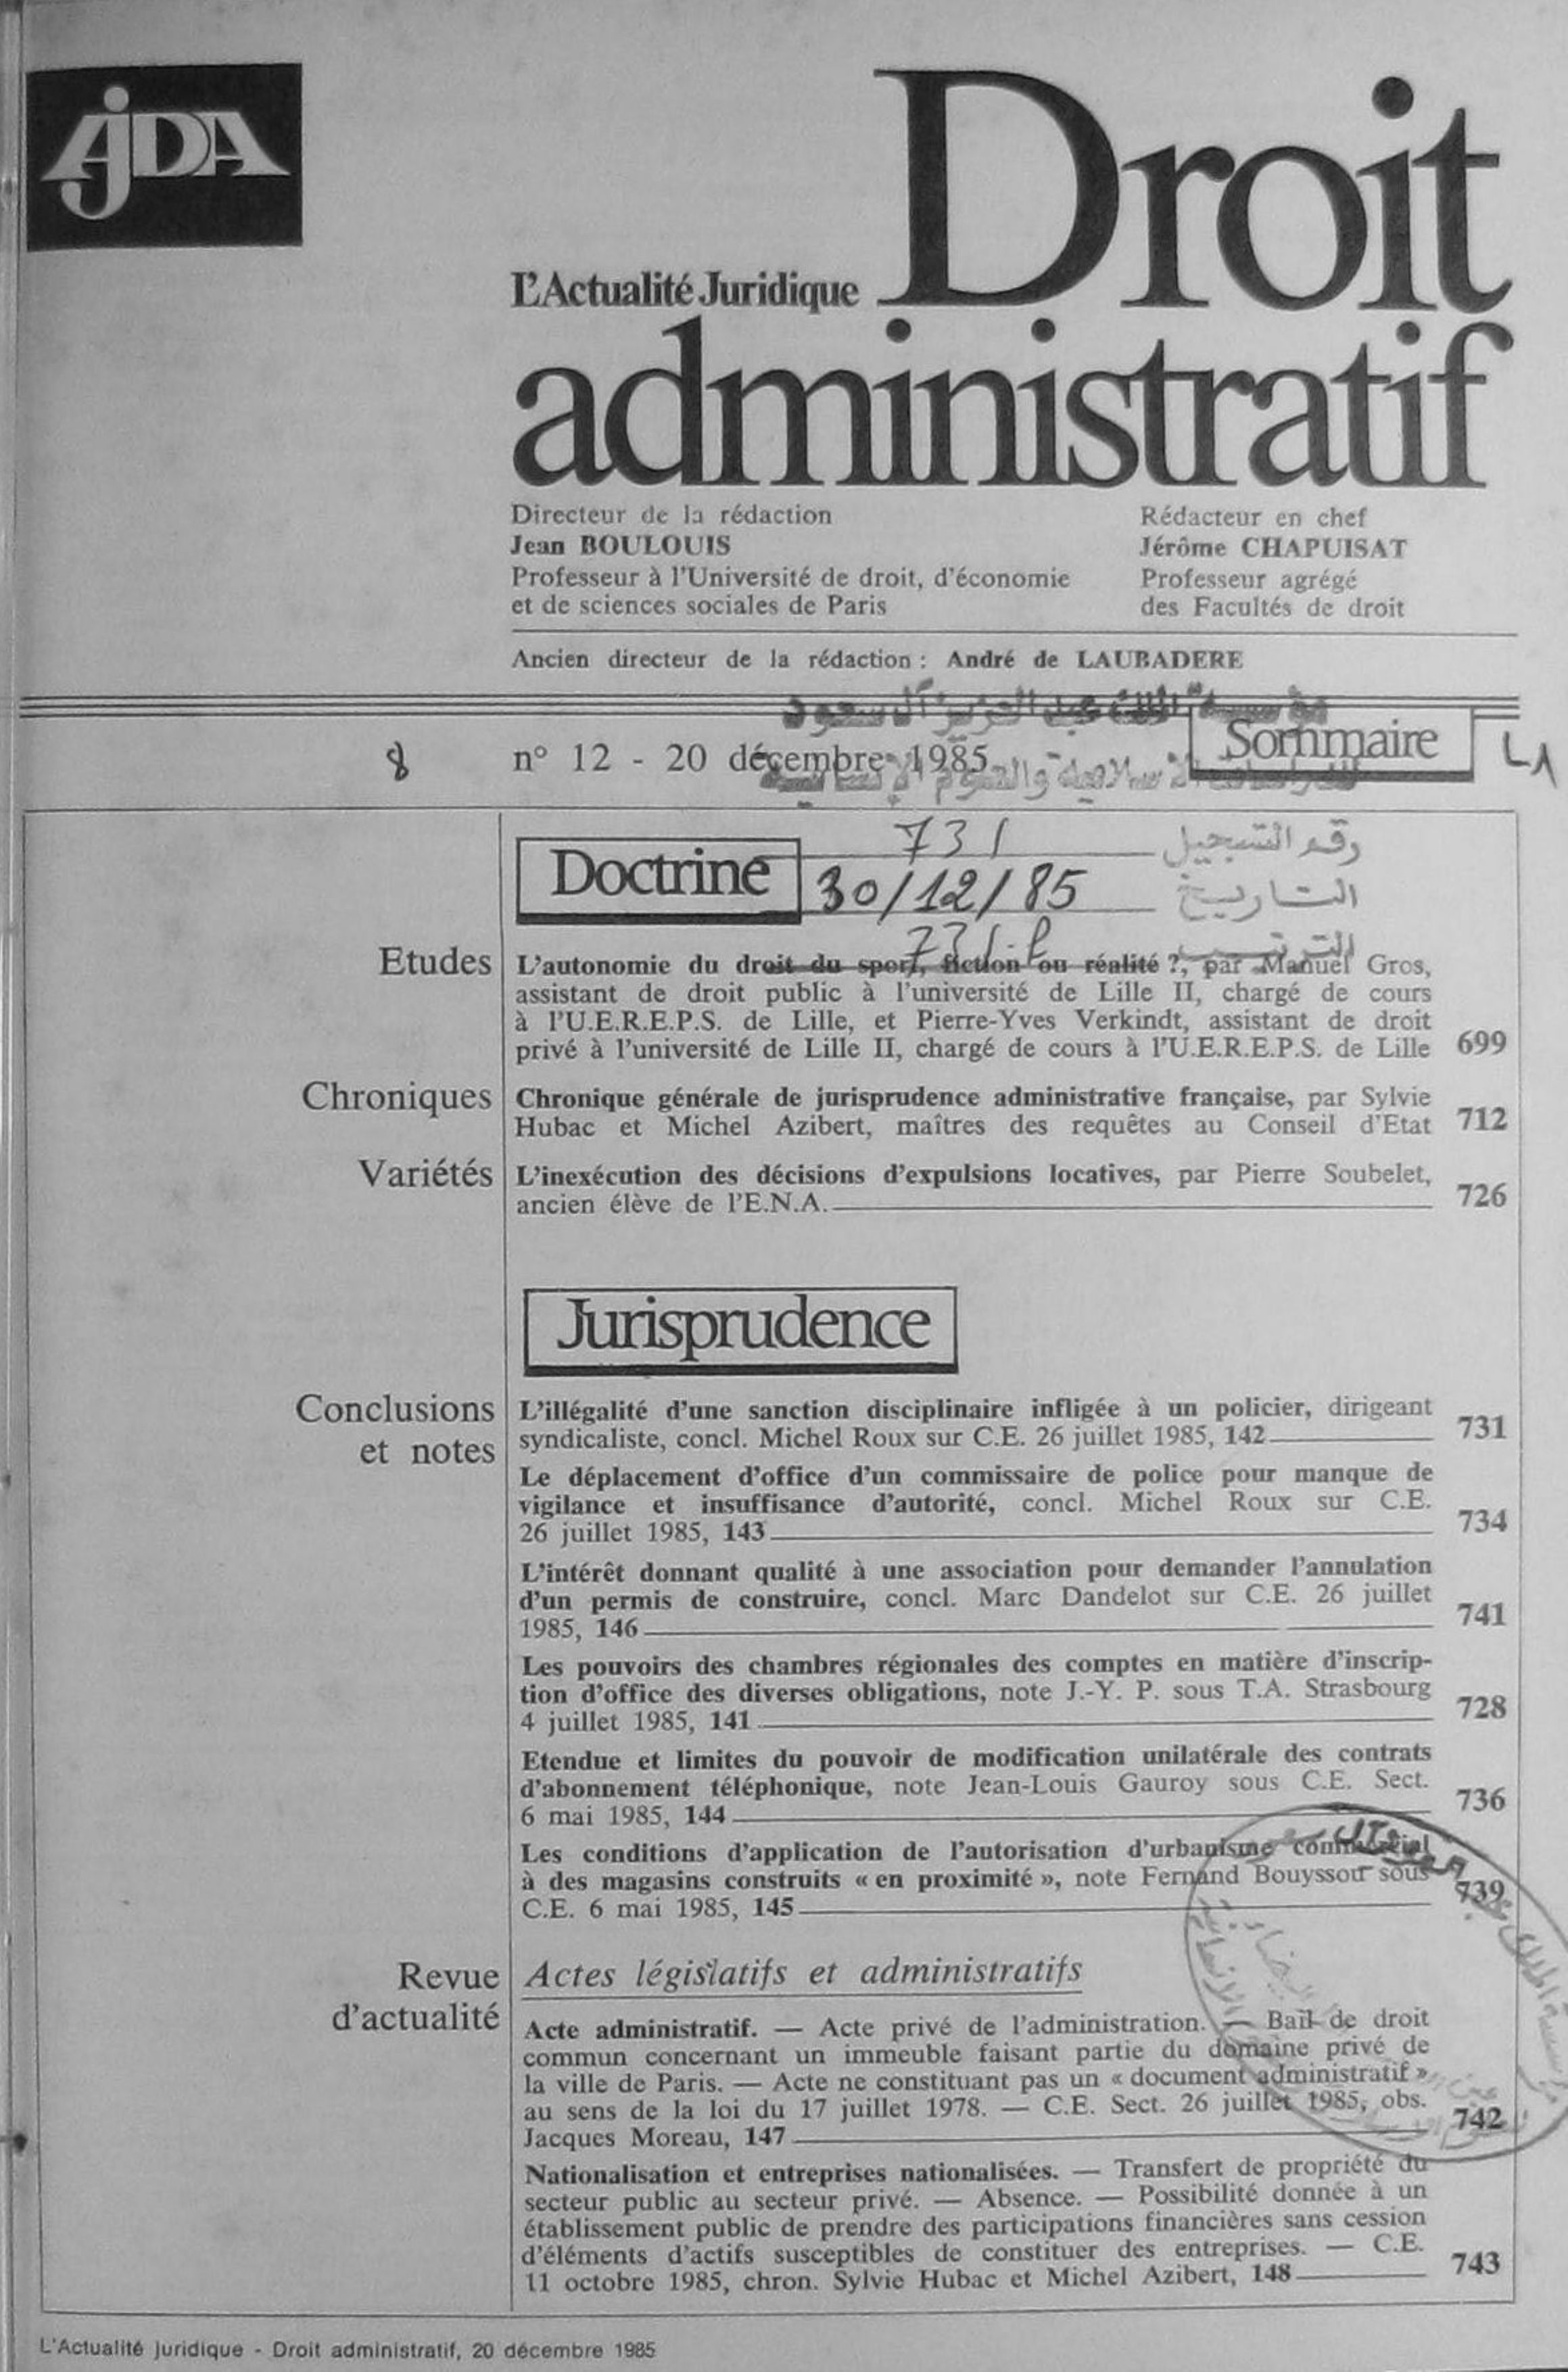 AJDA
L'Actualité Juridique Droit
administratif
Directeur de la rédaction
Jean BOULOUIS
Professeur à l'Université de droit, d'économie
et de sciences sociales de Paris
Rédacteur en chef
Jérôme CHAPUISAT
Professeur agrégé
des Facultés de droit
Ancien directeur de la rédaction : André de LAUBADERE
مؤسسة الملك عبد العزيز آل سعود
8 n° 12 - 20 décembre 1985
Sommaire
للدراسات الإسلامية والعلوم الإنسانية
Doctrine
731 رقم التسجيل
30/12/85 التاريخ
الترتيب
Etudes
L'autonomie du droit du sport, fiction ou réalité ?, par Manuel Gros,
assistant de droit public à l'université de Lille II, chargé de cours
à l'U.E.R.E.P.S. de Lille, et Pierre-Yves Verkindt, assistant de droit
privé à l'université de Lille II, chargé de cours à l'U.E.R.E.P.S. de Lille 699
Chroniques
Chronique générale de jurisprudence administrative française, par Sylvie
Hubac et Michel Azibert, maîtres des requêtes au Conseil d'Etat 712
Variétés
L'inexécution des décisions d'expulsions locatives, par Pierre Soubelet,
ancien élève de l'E.N.A. 726
Jurisprudence
Conclusions
et notes
L'illégalité d'une sanction disciplinaire infligée à un policier, dirigeant
syndicaliste, concl. Michel Roux sur C.E. 26 juillet 1985, 142 731
Le déplacement d'office d'un commissaire de police pour manque de
vigilance et insuffisance d'autorité, concl. Michel Roux sur C.E.
26 juillet 1985, 143 734
L'intérêt donnant qualité à une association pour demander l'annulation
d'un permis de construire, concl. Marc Dandelot sur C.E. 26 juillet
1985, 146 741
Les pouvoirs des chambres régionales des comptes en matière d'inscrip-
tion d'office des diverses obligations, note J.-Y. P. sous T.A. Strasbourg
4 juillet 1985, 141 728
Etendue et limites du pouvoir de modification unilatérale des contrats
d'abonnement téléphonique, note Jean-Louis Gauroy sous C.E. Sect.
6 mai 1985, 144 736
Les conditions d'application de l'autorisation d'urbanisme commercial
à des magasins construits « en proximité », note Fernand Bouyssou sous
C.E. 6 mai 1985, 145 739
Revue
d'actualité
Actes législatifs et administratifs
Acte administratif. — Acte privé de l'administration. — Bail de droit
commun concernant un immeuble faisant partie du domaine privé de
la ville de Paris. — Acte ne constituant pas un « document administratif »
au sens de la loi du 17 juillet 1978. — C.E. Sect. 26 juillet 1985, obs.
Jacques Moreau, 147 742
Nationalisation et entreprises nationalisées. — Transfert de propriété du
secteur public au secteur privé. — Absence. — Possibilité donnée à un
établissement public de prendre des participations financières sans cession
d'éléments d'actifs susceptibles de constituer des entreprises. — C.E.
11 octobre 1985, chron. Sylvie Hubac et Michel Azibert, 148 743
L'Actualité Juridique - Droit administratif, 20 décembre 1985